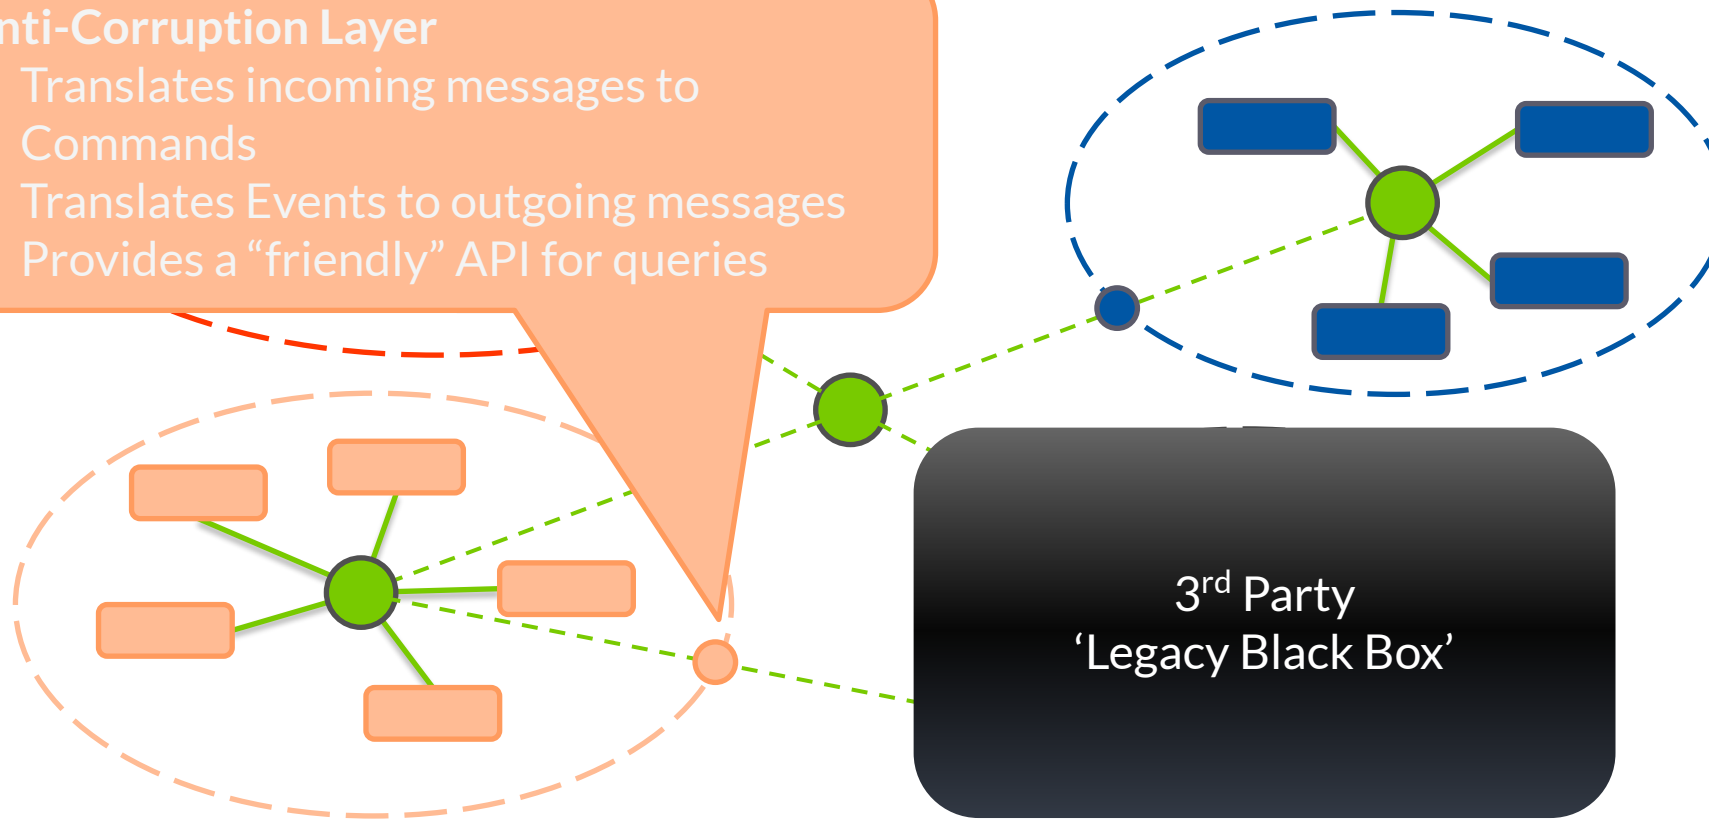 nti-Corruption Layer
Translates incoming messages to
Commands
Translates Events to outgoing messages
Provides a “friendly” API for queries
3rd Party
‘Legacy Black Box’